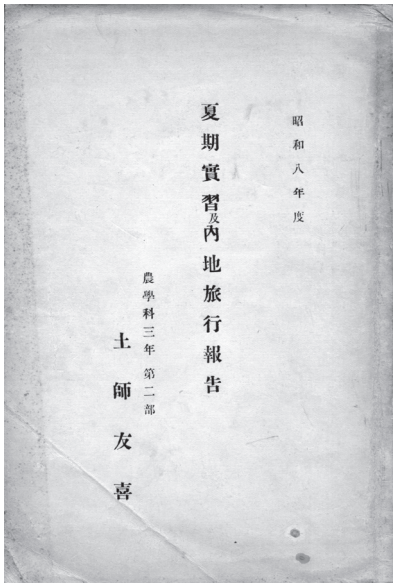 昭和八年度
夏期實習及內地旅行報告
農學科三年第二部
土師友喜